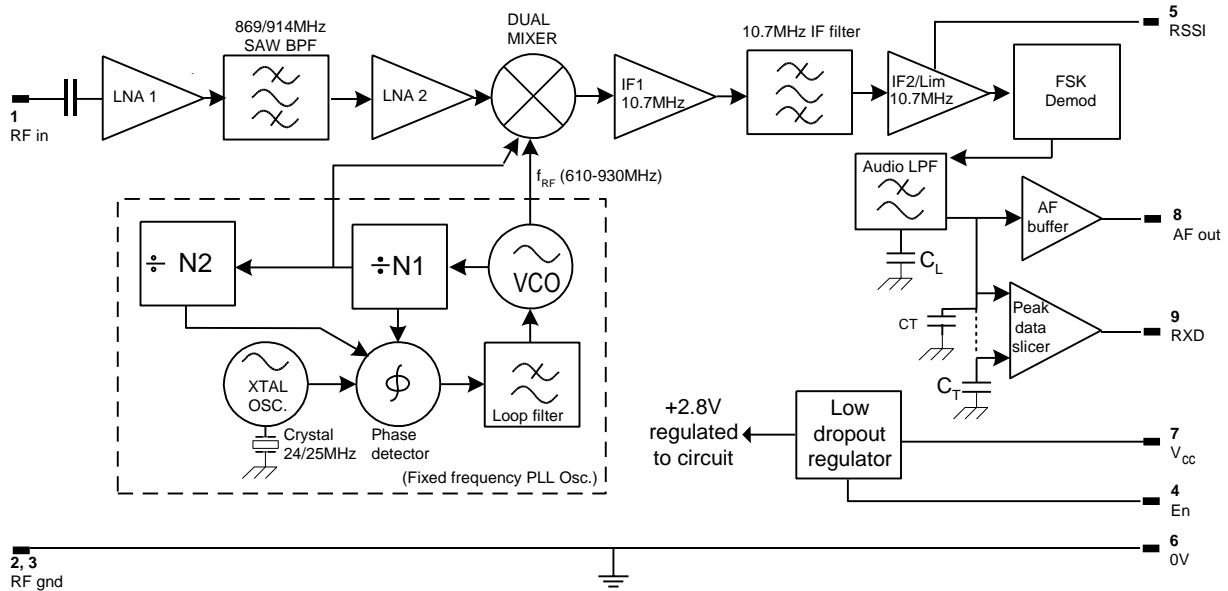 869/914MHz
SAW BPF
DUAL
MIXER
10.7MHz IF filter
5
RSSI
LNA 1
LNA 2
IF1
10.7MHz
IF2/Lim
10.7MHz
FSK
Demod
1
RF in
fRF (610-930MHz)
Audio LPF
AF
buffer
8
AF out
CL
÷ N2
÷N1
VCO
CT
Peak
data
slicer
9
RXD
CT
XTAL
OSC.
ϕ
Loop filter
Crystal
24/25MHz
Phase
detector
(Fixed frequency PLL Osc.)
+2.8V
regulated
to circuit
Low
dropout
regulator
7
VCC
4
En
2, 3
RF gnd
6
0V